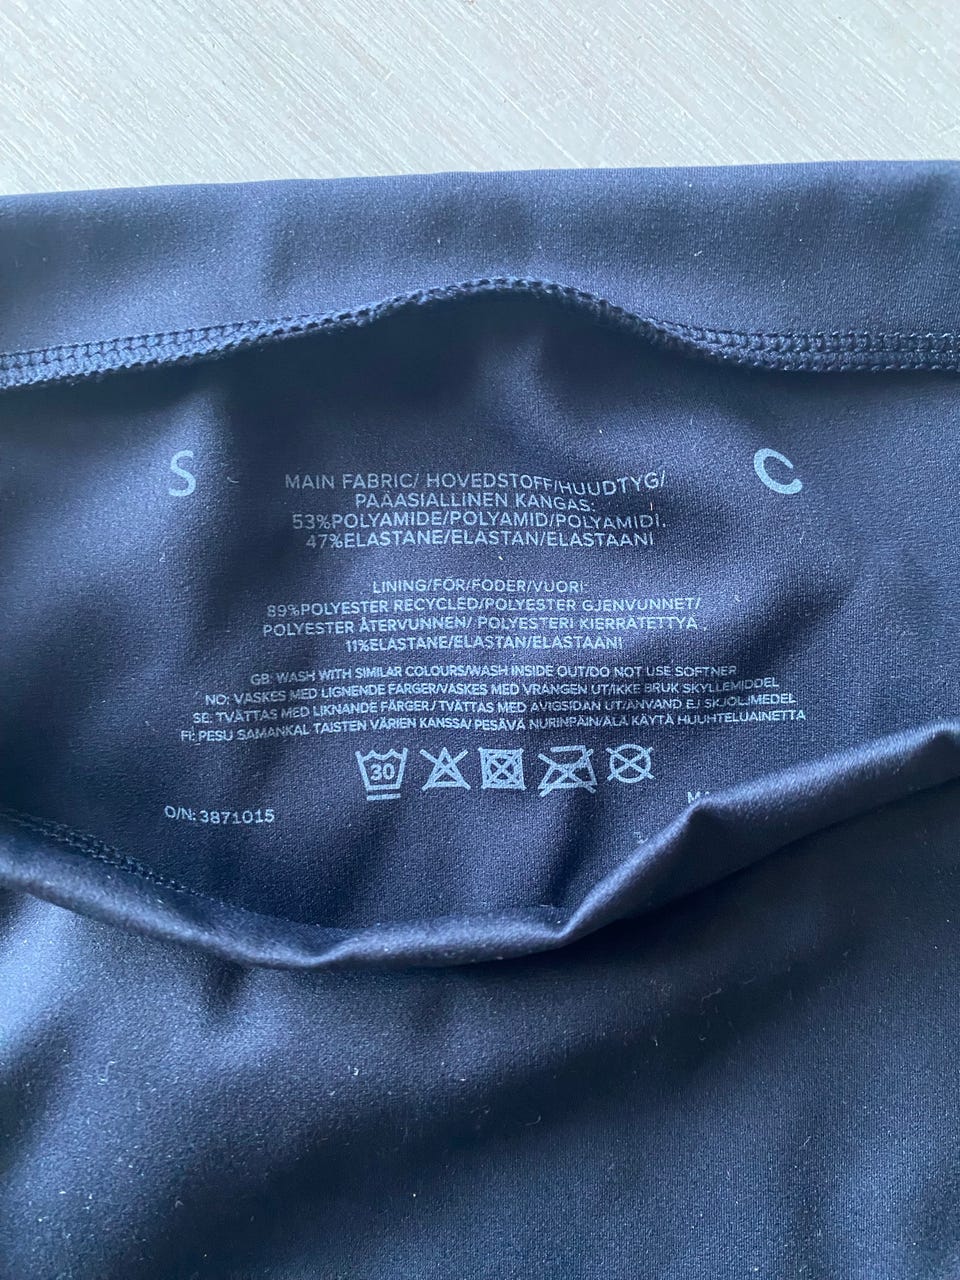 S
C
MAIN FABRIC/ HOVEDSTOFF/HUUDTYG/
PÄÄASIALLINEN KANGAS:
53%POLYAMIDE/POLYAMID/POLYAMIDI.
47%ELASTANE/ELASTAN/ELASTAANI
LINING/FÔR/FODER/VUORI:
89%POLYESTER RECYCLED/POLYESTER GJENVUNNET/
POLYESTER ÅTERVUNNEN/ POLYESTERI KIERRÄTETTYÄ.
11%ELASTANE/ELASTAN/ELASTAANI
GB: WASH WITH SIMILAR COLOURS/WASH INSIDE OUT/DO NOT USE SOFTNER
NO: VASKES MED LIGNENDE FARGER/VASKES MED VRANGEN UT/IKKE BRUK SKYLLEMIDDEL
SE: TVÄTTAS MED LIKNANDE FÄRGER/ TVÄTTAS MED AVIGSIDAN UT/ANVÄND EJ SKJÖLJMEDEL
FI: PESU SAMANKALTAISTEN VÄRIEN KANSSA/ PESÄVÄ NURINPÄIN/ÄLÄ KÄYTÄ HUUHTELUAINETTA
30
O/N: 3871015